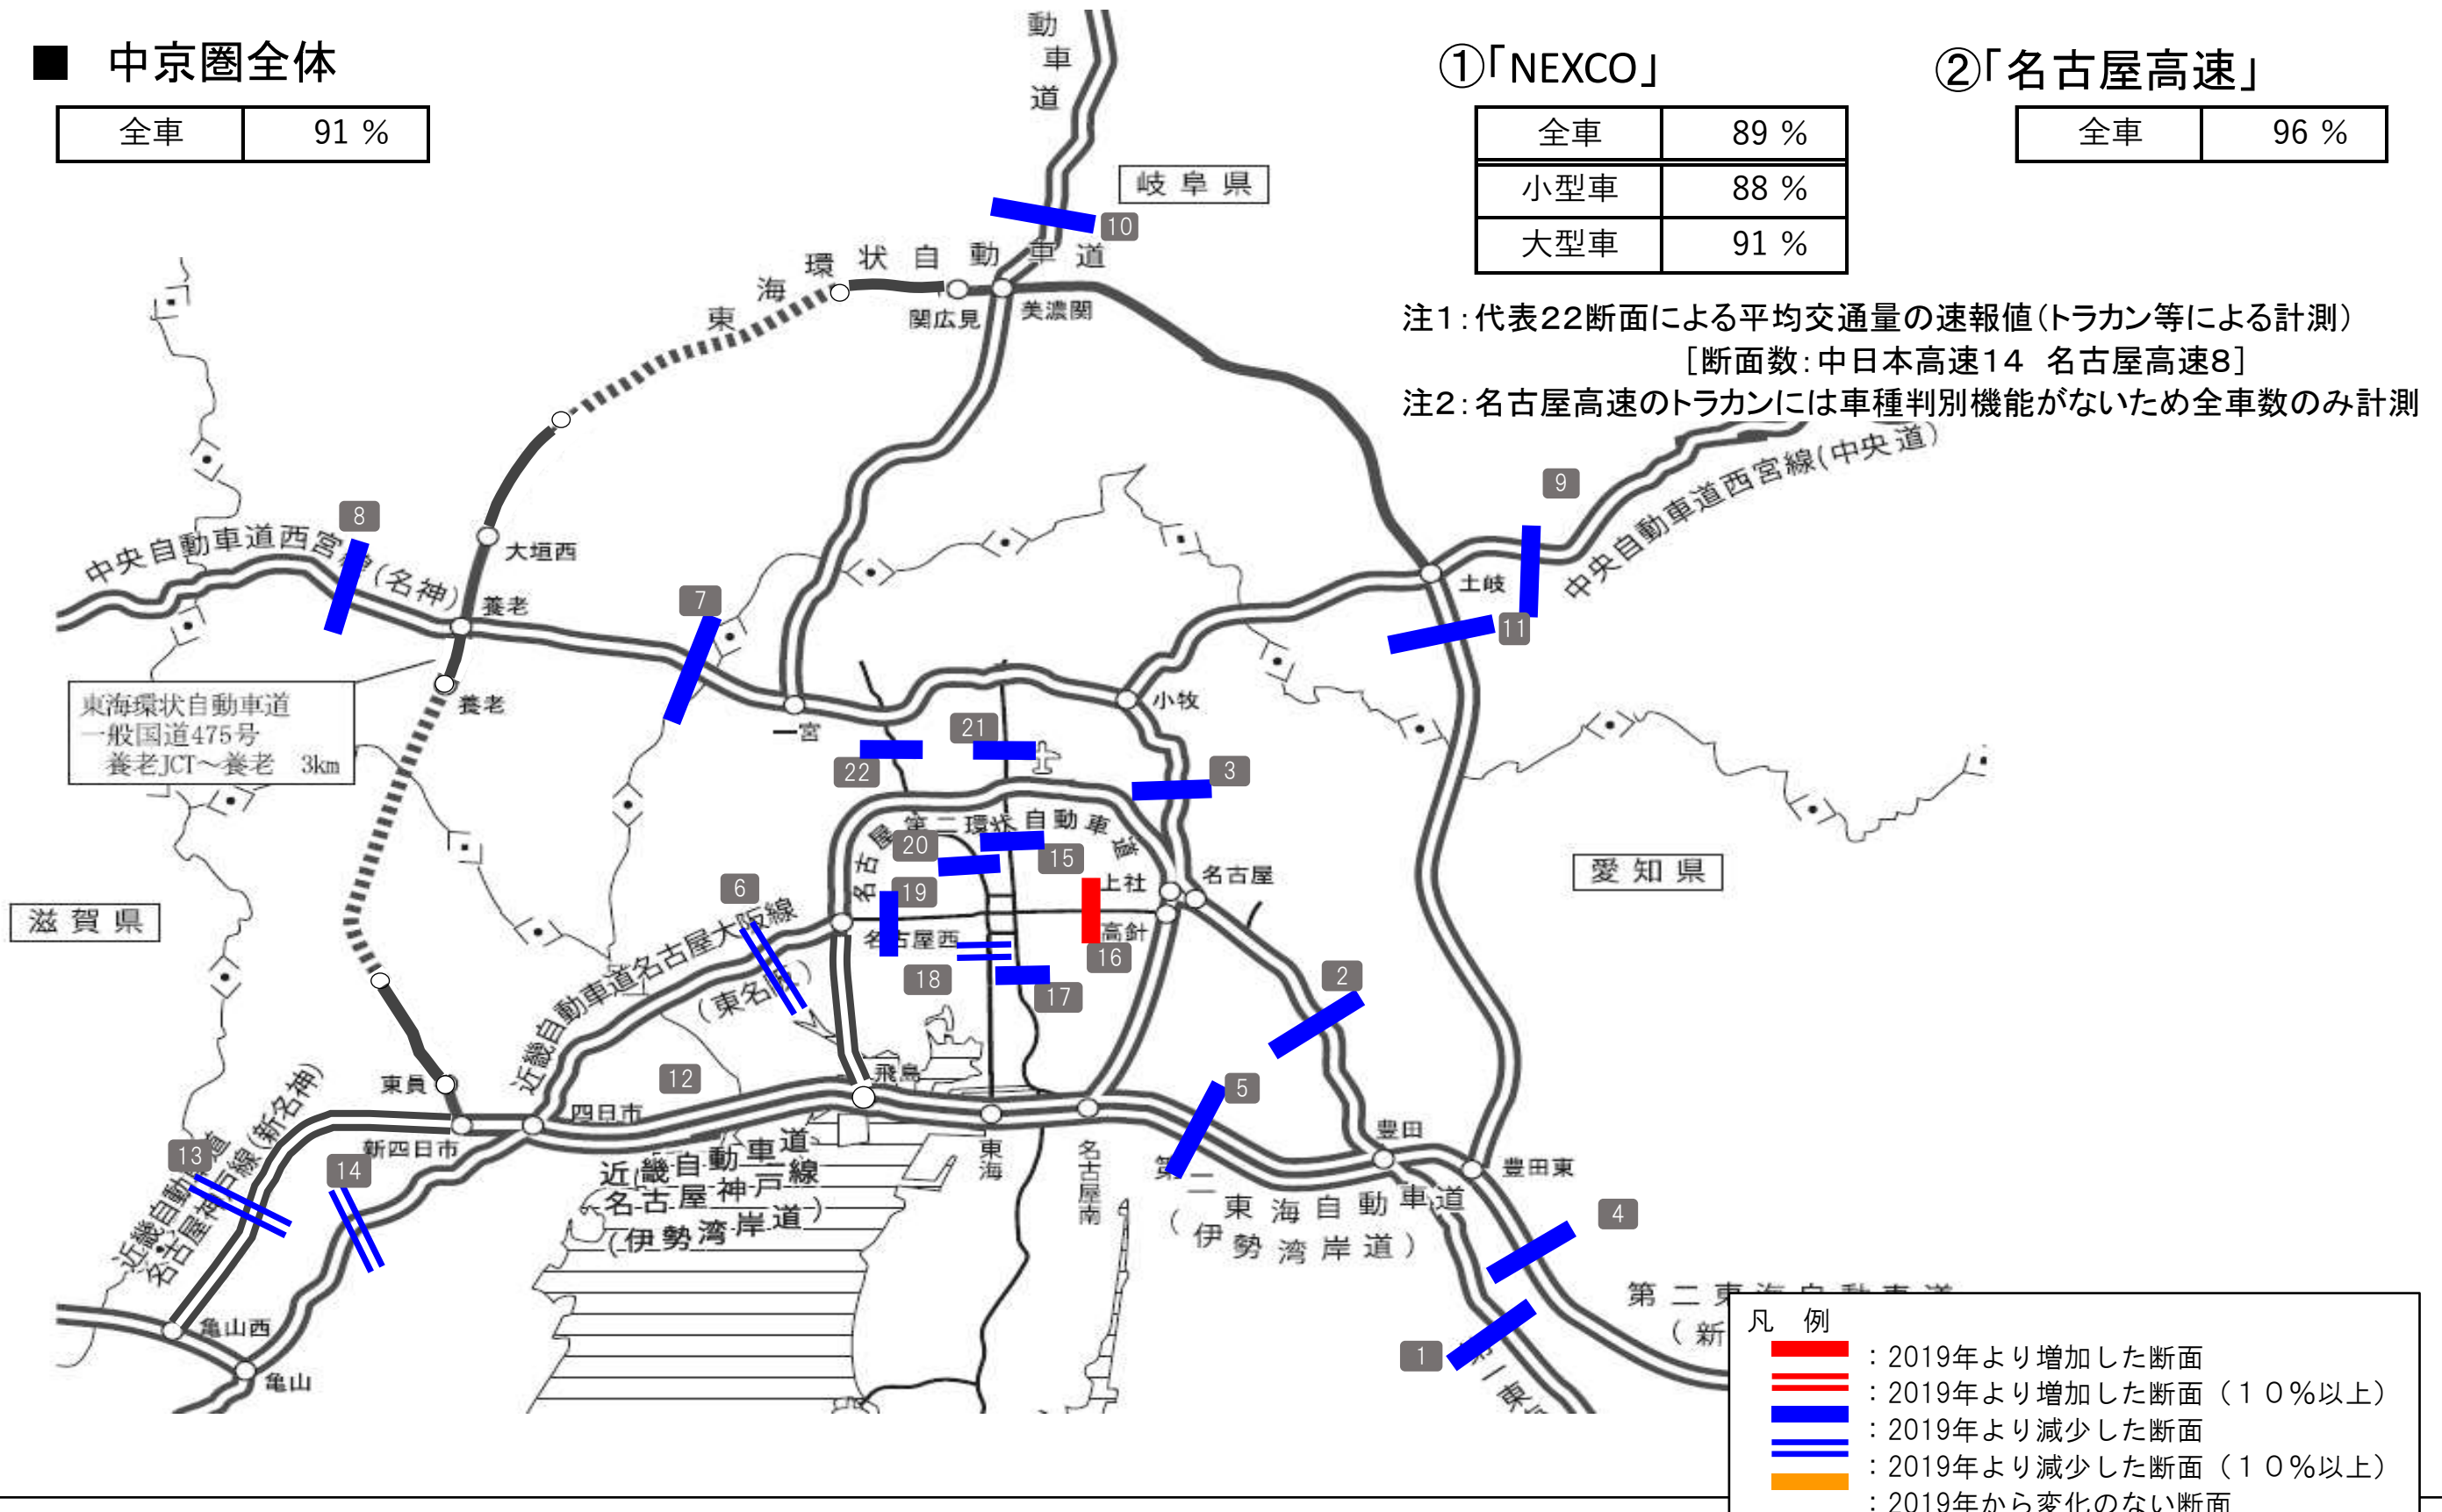 ■ 中京圏全体
全車 91 %
①「NEXCO」
全車 89 %
小型車 88 %
大型車 91 %
②「名古屋高速」
全車 96 %
注1：代表22断面による平均交通量の速報値（トラカン等による計測）
［断面数：中日本高速14 名古屋高速8］
注2：名古屋高速のトラカンには車種判別機能がないため全車数のみ計測
動車道
岐阜県
10
東海環状自動車道
関広見
美濃関
9
中央自動車道西宮線(中央道)
8
中央自動車道西宮線(名神)
大垣西
養老
7
土岐
11
東海環状自動車道
一般国道475号
養老JCT～養老 3km
養老
一宮
小牧
21
22
3
名古屋第二環状自動車道
20
15
愛知県
6
19
上社
名古屋
滋賀県
近畿自動車道名古屋大阪線
(東名阪)
名古屋西
高針
16
18
17
2
12
飛島
5
東員
四日市
新四日市
13
14
近畿自動車道
名古屋神戸線(新名神)
近畿自動車道
名古屋神戸線
(伊勢湾岸道)
東海
名古屋南
豊田
豊田東
第二東海自動車道
(伊勢湾岸道)
4
亀山西
亀山
1
第二東海自動車道
(新
第一東
凡 例
：2019年より増加した断面
：2019年より増加した断面（１０％以上）
：2019年より減少した断面
：2019年より減少した断面（１０％以上）
：2019年から変化のない断面